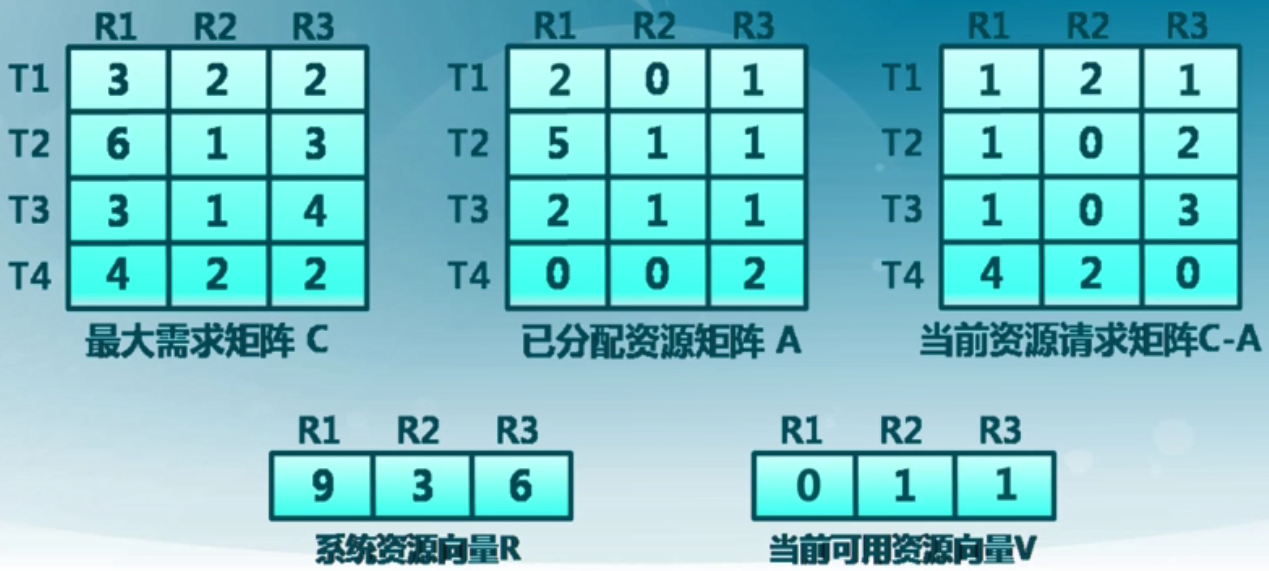 R1 R2 R3 R1 R2 R3 R1 R2 R3
T1 3 2 2 T1 2 0 1 T1 1 2 1
T2 6 1 3 T2 5 1 1 T2 1 0 2
T3 3 1 4 T3 2 1 1 T3 1 0 3
T4 4 2 2 T4 0 0 2 T4 4 2 0
最大需求矩阵 C 已分配资源矩阵 A 当前资源请求矩阵C-A
R1 R2 R3 R1 R2 R3
9 3 6 0 1 1
系统资源向量R 当前可用资源向量V